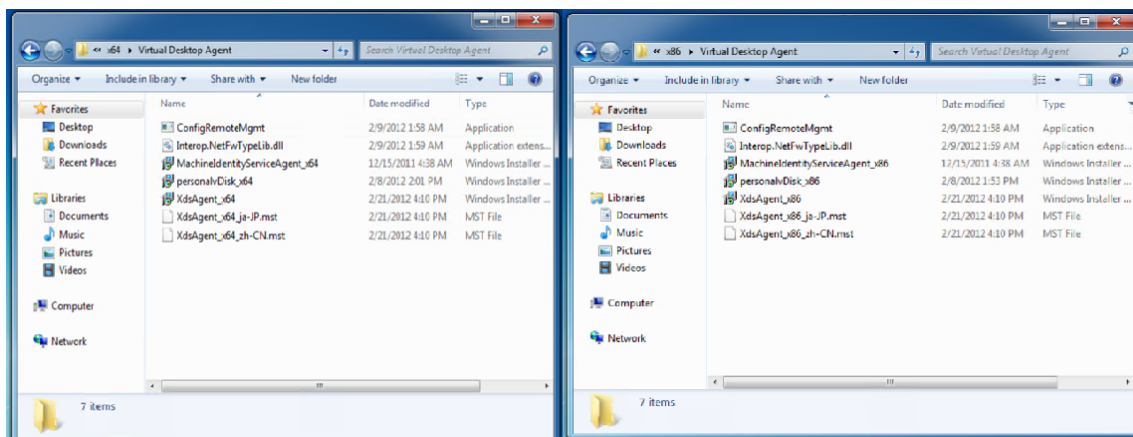 « x64 ▸ Virtual Desktop Agent
Search Virtual Desktop Agent
Organize Include in library Share with New folder
Favorites
Desktop
Downloads
Recent Places
Libraries
Documents
Music
Pictures
Videos
Computer
Network
Name Date modified Type
ConfigRemoteMgmt 2/9/2012 1:58 AM Application
Interop.NetFwTypeLib.dll 2/9/2012 1:59 AM Application extens...
MachineIdentityServiceAgent_x64 12/15/2011 4:38 AM Windows Installer ...
personalvDisk_x64 2/8/2012 2:01 PM Windows Installer ...
XdsAgent_x64 2/21/2012 4:10 PM Windows Installer ...
XdsAgent_x64_ja-JP.mst 2/21/2012 4:10 PM MST File
XdsAgent_x64_zh-CN.mst 2/21/2012 4:10 PM MST File
7 items
« x86 ▸ Virtual Desktop Agent
Search Virtual Desktop Agent
Organize Include in library Share with New folder
Favorites
Desktop
Downloads
Recent Places
Libraries
Documents
Music
Pictures
Videos
Computer
Network
Name Date modified Type
ConfigRemoteMgmt 2/9/2012 1:58 AM Application
Interop.NetFwTypeLib.dll 2/9/2012 1:59 AM Application extens...
MachineIdentityServiceAgent_x86 12/15/2011 4:38 AM Windows Installer ...
personalvDisk_x86 2/8/2012 1:53 PM Windows Installer ...
XdsAgent_x86 2/21/2012 4:10 PM Windows Installer ...
XdsAgent_x86_ja-JP.mst 2/21/2012 4:10 PM MST File
XdsAgent_x86_zh-CN.mst 2/21/2012 4:10 PM MST File
7 items